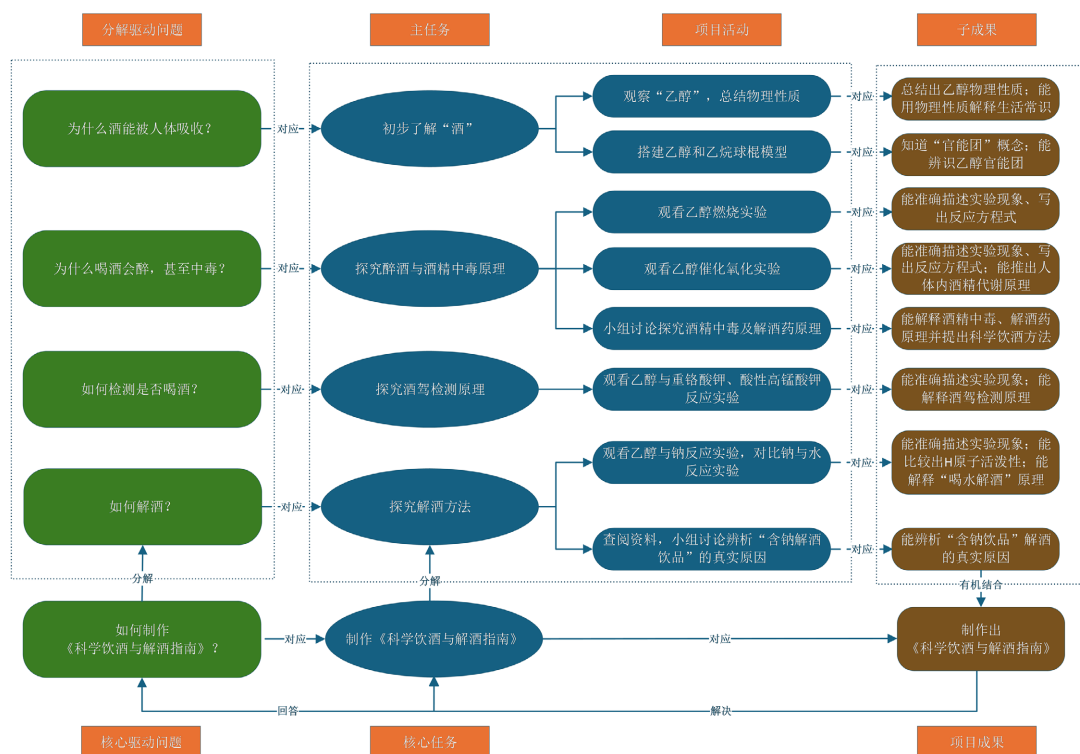 分解驱动问题
主任务
项目活动
子成果
为什么酒能被人体吸收？
对应
初步了解“酒”
观察“乙醇”，总结物理性质
对应
总结出乙醇物理性质；能
用物理性质解释生活常识
搭建乙醇和乙烷球棍模型
对应
知道“官能团”概念；能
辨识乙醇官能团
为什么喝酒会醉，甚至中毒？
对应
探究醉酒与酒精中毒原理
观看乙醇燃烧实验
对应
能准确描述实验现象、写
出反应方程式
观看乙醇催化氧化实验
对应
能准确描述实验现象、写
出反应方程式；能推出人
体内酒精代谢原理
小组讨论探究酒精中毒及解酒药原理
对应
能解释酒精中毒、解酒药
原理并提出科学饮酒方法
如何检测是否喝酒？
对应
探究酒驾检测原理
观看乙醇与重铬酸钾、酸性高锰酸钾
反应实验
对应
能准确描述实验现象；能
解释酒驾检测原理
如何解酒？
对应
探究解酒方法
观看乙醇与钠反应实验，对比钠与水
反应实验
对应
能准确描述实验现象；能
比较出H原子活泼性；能
解释“喝水解酒”原理
查阅资料，小组讨论辨析“含钠解酒
饮品”的真实原因
对应
能辨析“含钠饮品”解酒
的真实原因
分解
分解
有机结合
如何制作
《科学饮酒与解酒指南》？
对应
制作《科学饮酒与解酒指南》
对应
制作出
《科学饮酒与解酒指南》
回答
解决
核心驱动问题
核心任务
项目成果